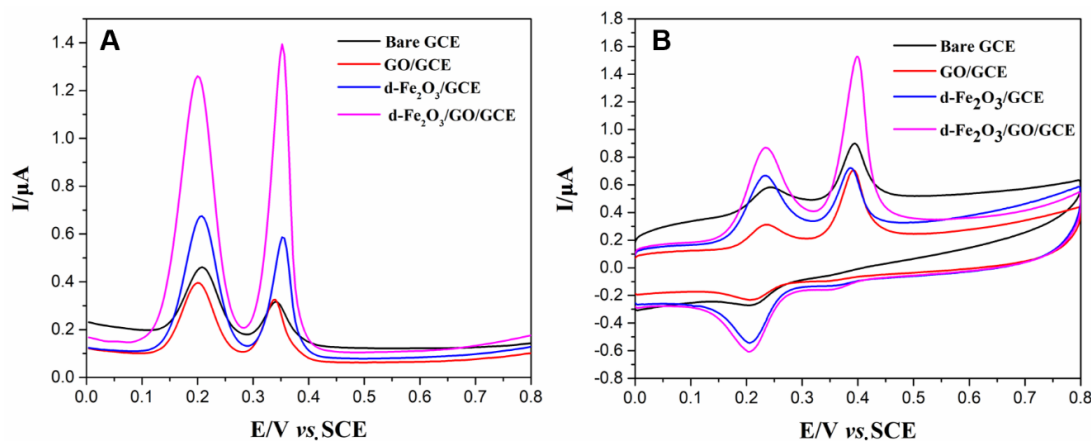 A
Bare GCE
GO/GCE
d-Fe₂O₃/GCE
d-Fe₂O₃/GO/GCE
I/μA
1.4
1.2
1.0
0.8
0.6
0.4
0.2
0.0
0.0 0.1 0.2 0.3 0.4 0.5 0.6 0.7 0.8
E/V vs. SCE
B
Bare GCE
GO/GCE
d-Fe₂O₃/GCE
d-Fe₂O₃/GO/GCE
I/μA
1.8
1.6
1.4
1.2
1.0
0.8
0.6
0.4
0.2
0.0
-0.2
-0.4
-0.6
-0.8
0.0 0.1 0.2 0.3 0.4 0.5 0.6 0.7 0.8
E/V vs. SCE